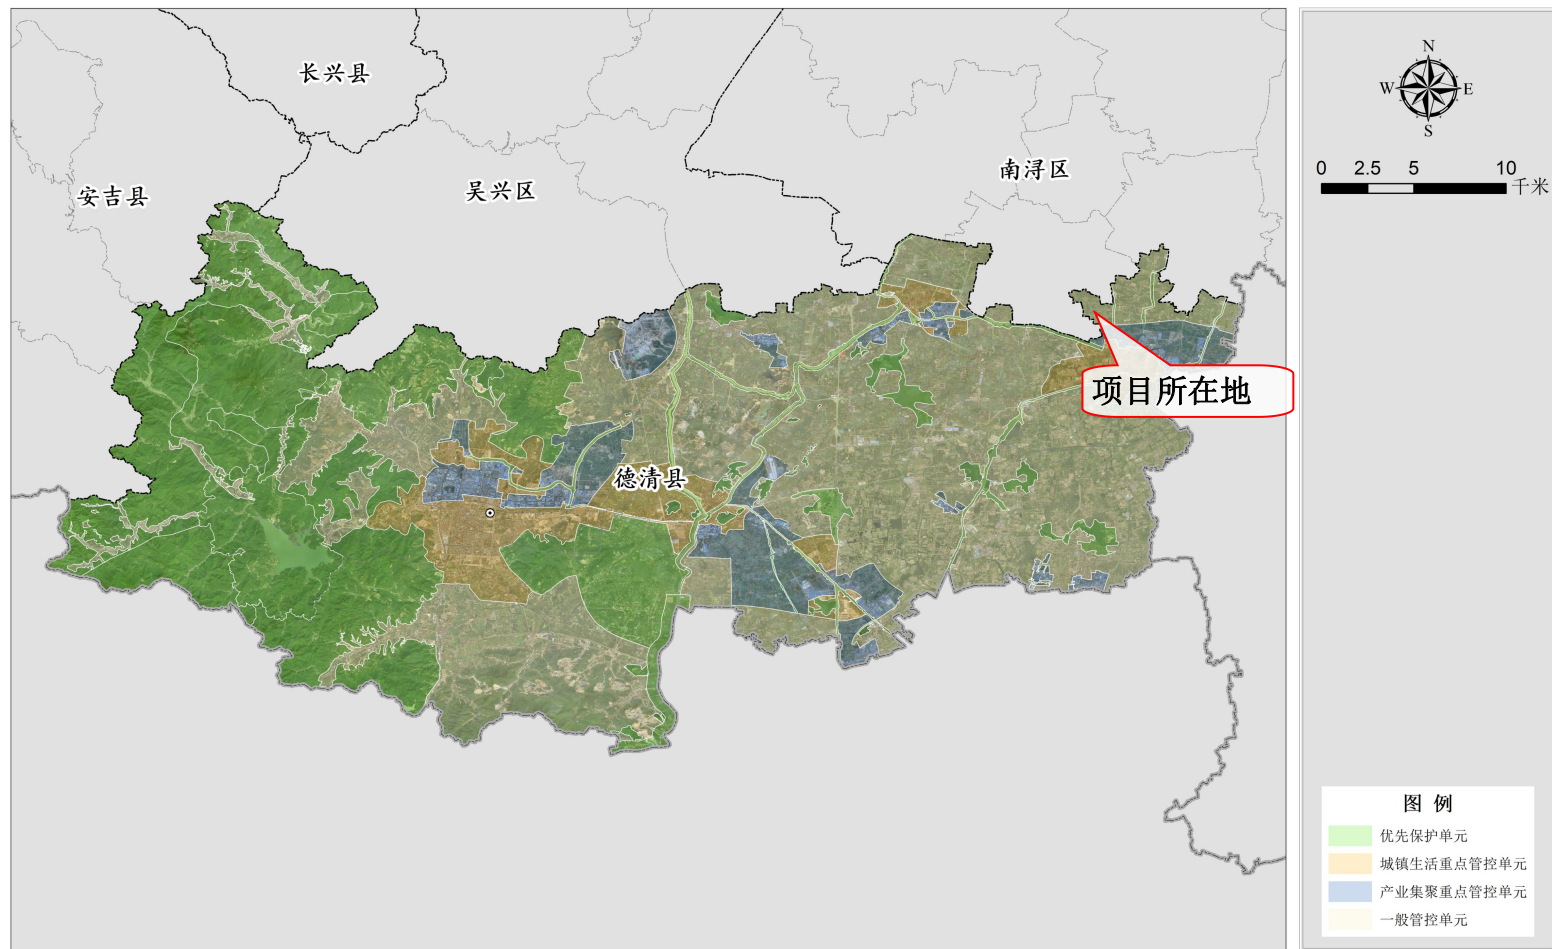 长兴县
安吉县
吴兴区
南浔区
德清县
项目所在地
N
W E
S
0 2.5 5 10
千米
图 例
优先保护单元
城镇生活重点管控单元
产业集聚重点管控单元
一般管控单元